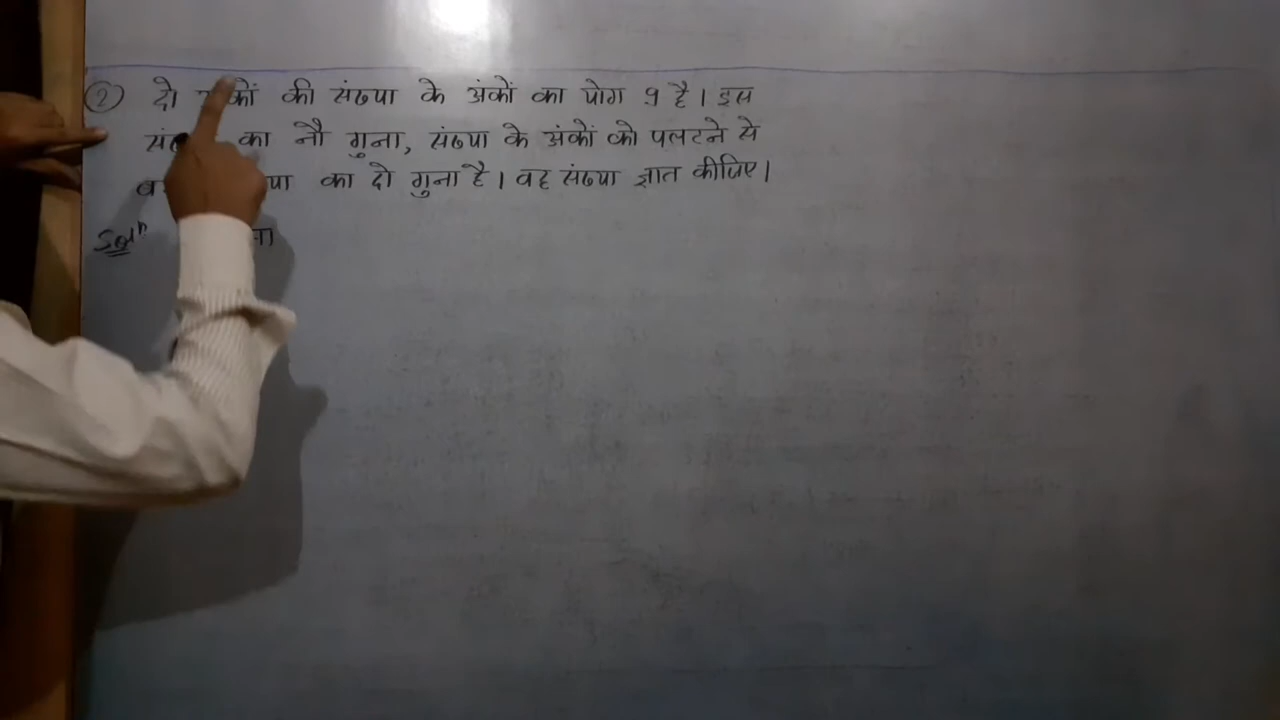 ② दो की संख्या के अंकों का योग 9 है। इस
का नौ गुना, संख्या के अंकों को पलटने से
का दो गुना है। वह संख्या ज्ञात कीजिए।
Solⁿ